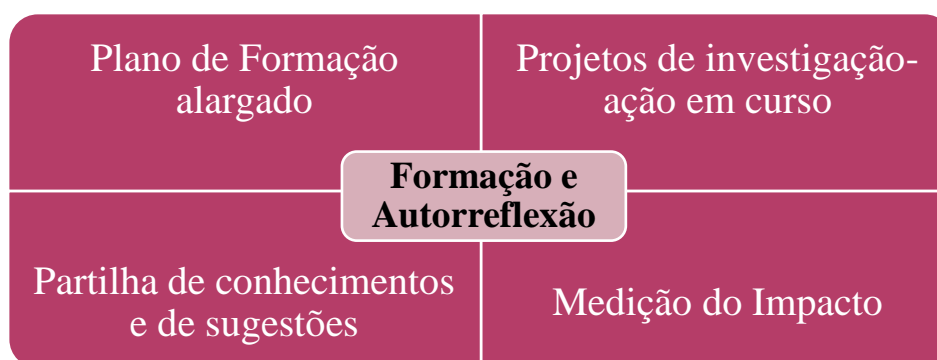 Plano de Formação
alargado
Projetos de investigação-
ação em curso
Formação e
Autorreflexão
Partilha de conhecimentos
e de sugestões
Medição do Impacto